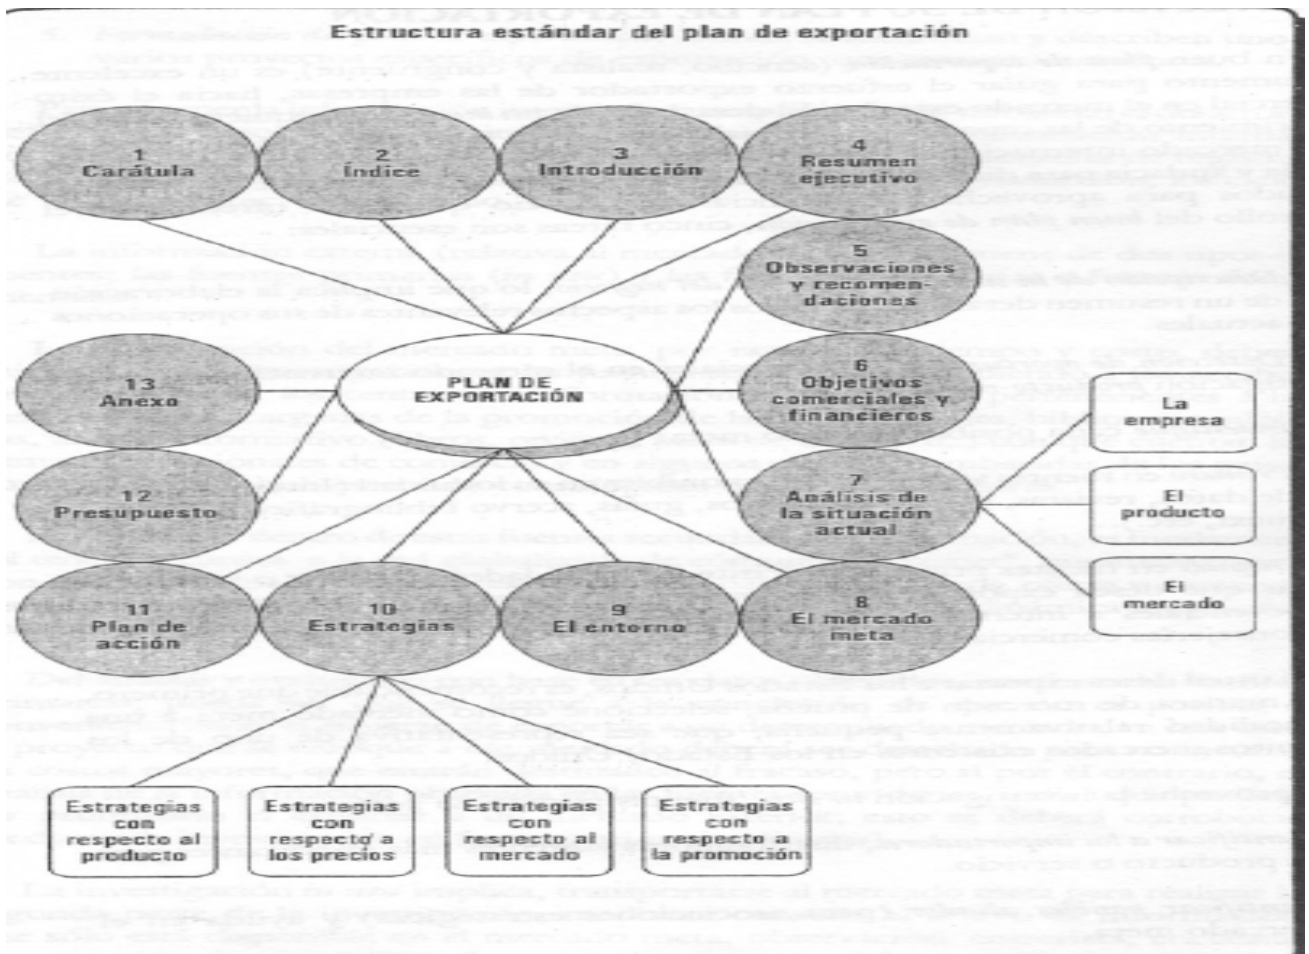 Estructura estándar del plan de exportación
1
Carátula
2
Índice
3
Introducción
4
Resumen
ejecutivo
5
Observaciones
y recomen-
daciones
13
Anexo
PLAN DE
EXPORTACIÓN
6
Objetivos
comerciales y
financieros
La
empresa
12
Presupuesto
7
Análisis de
la situación
actual
El
producto
11
Plan de
acción
10
Estrategias
9
El entorno
8
El mercado
meta
El
mercado
Estrategias
con
respecto al
producto
Estrategias
con
respecto a
los precios
Estrategias
con
respecto al
mercado
Estrategias
con
respecto a
la promoción